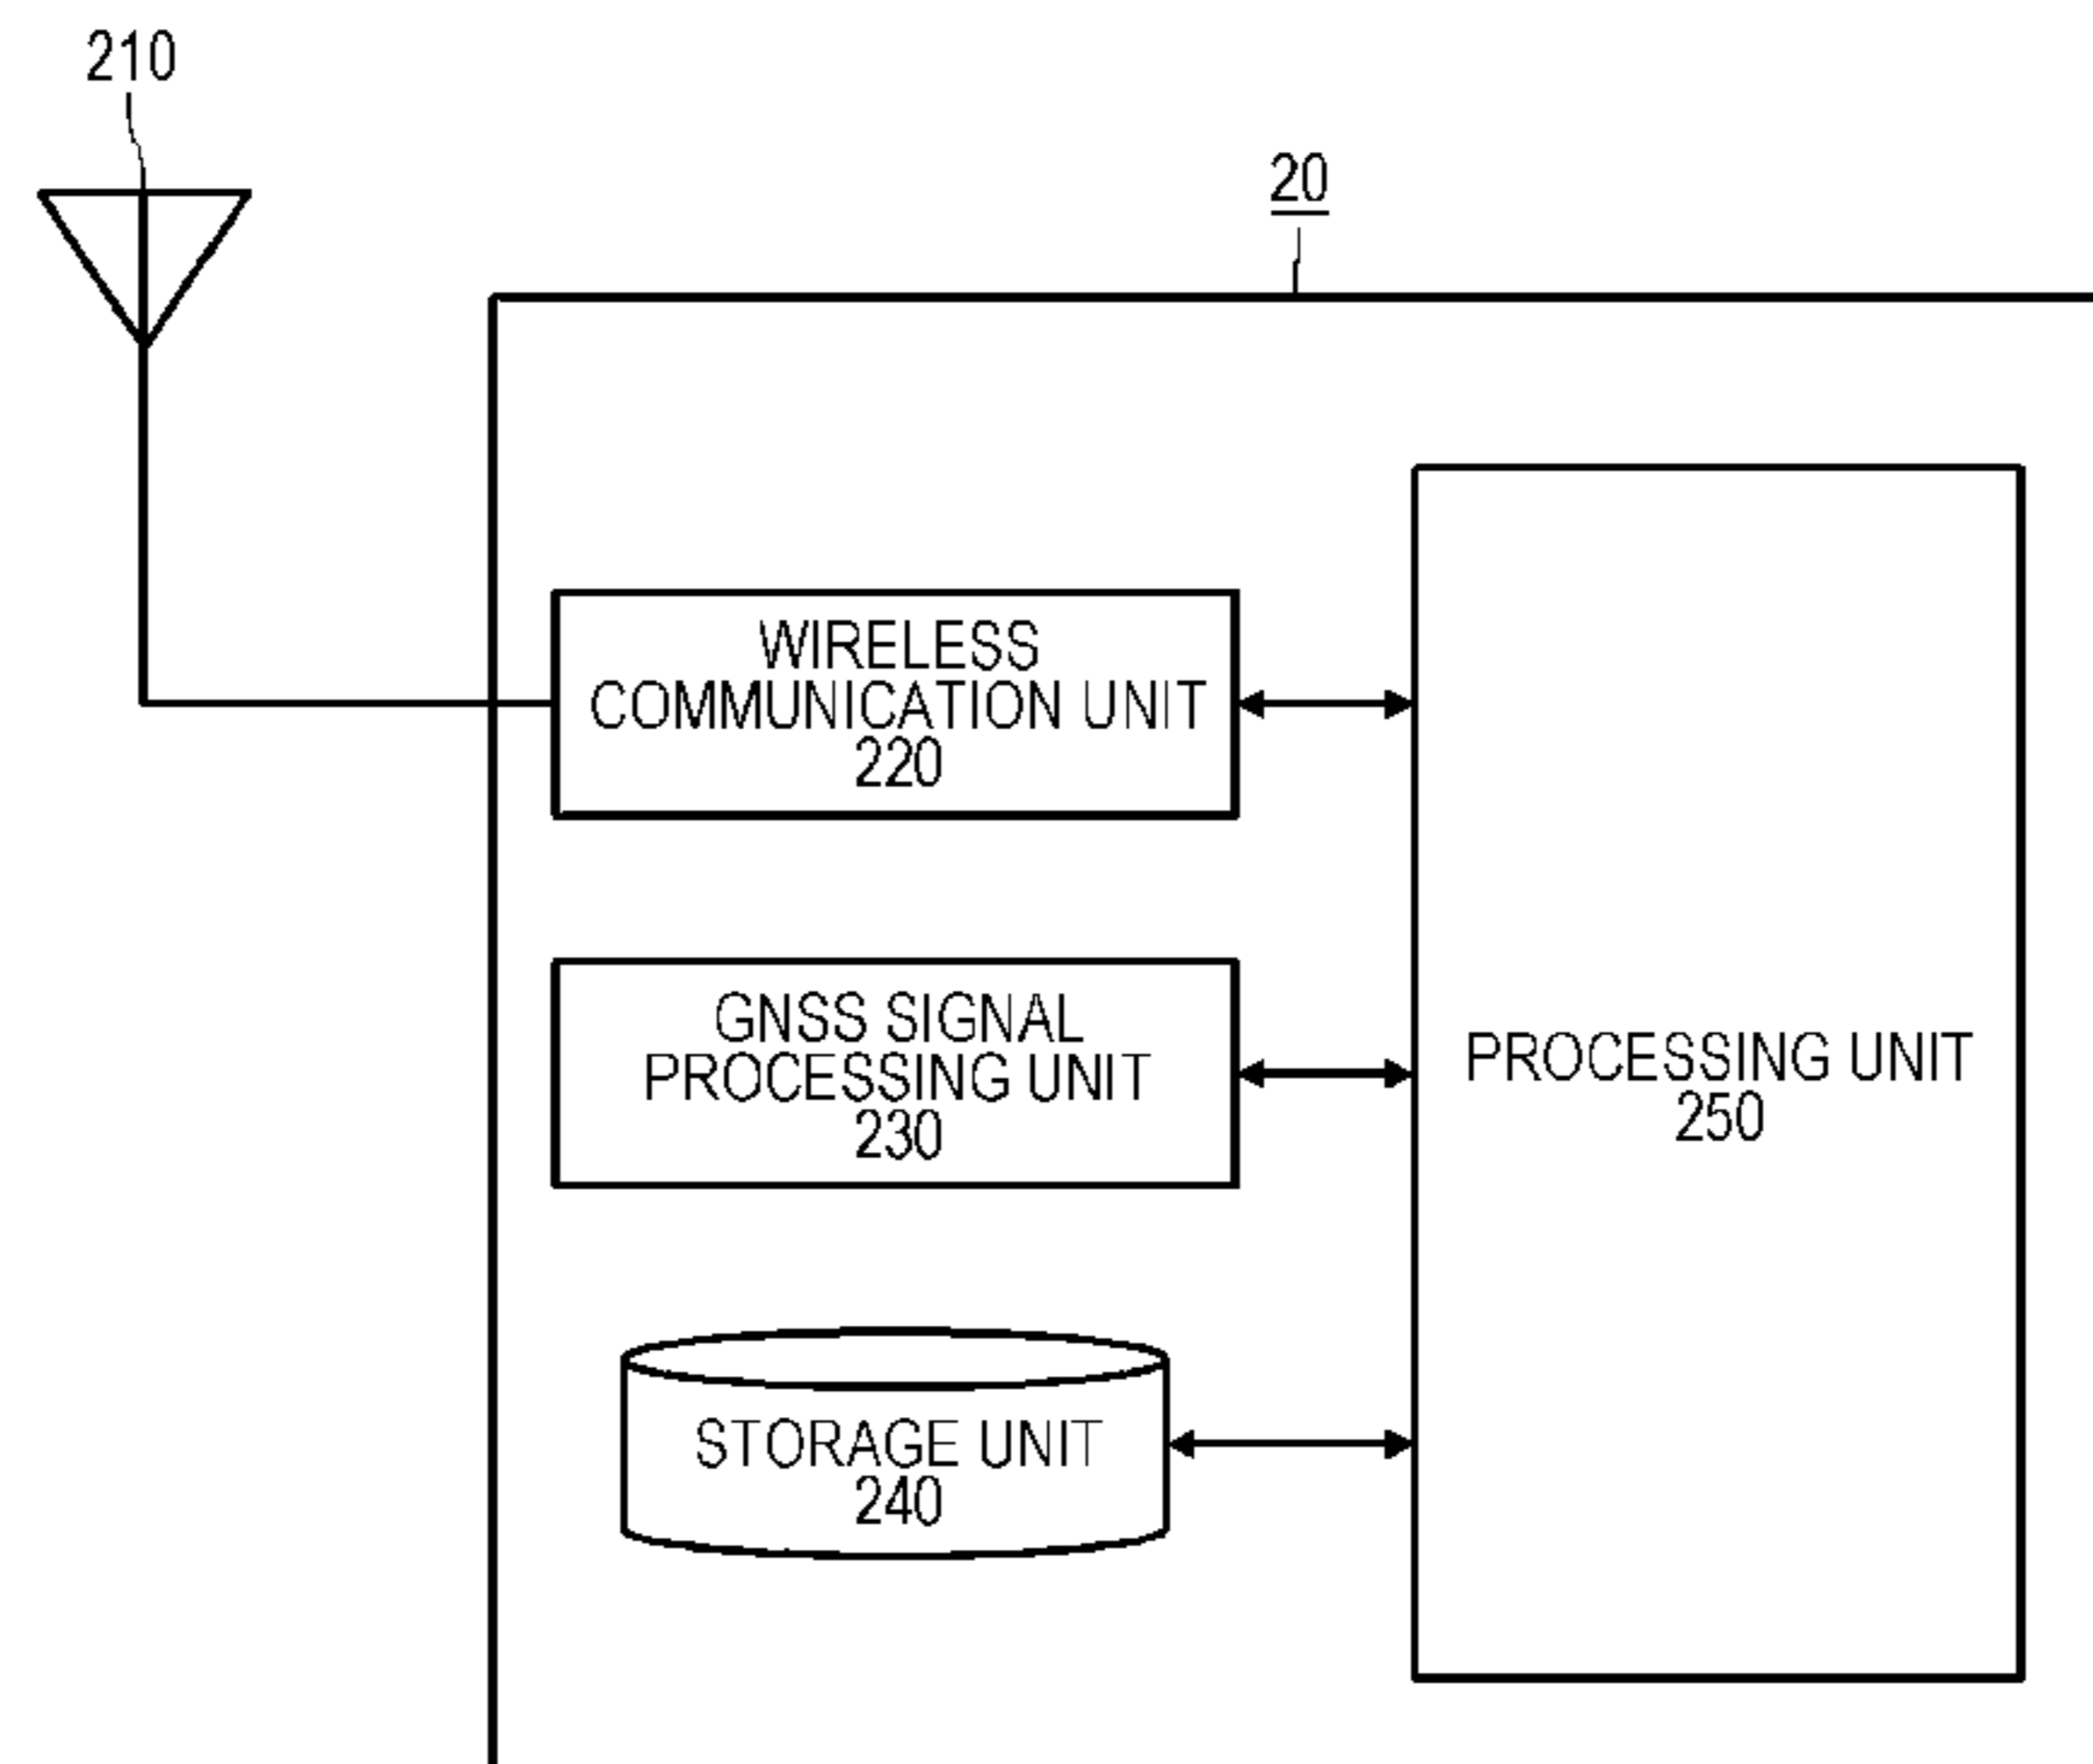 210
20
WIRELESS
COMMUNICATION UNIT
220
GNSS SIGNAL
PROCESSING UNIT
230
PROCESSING UNIT
250
STORAGE UNIT
240